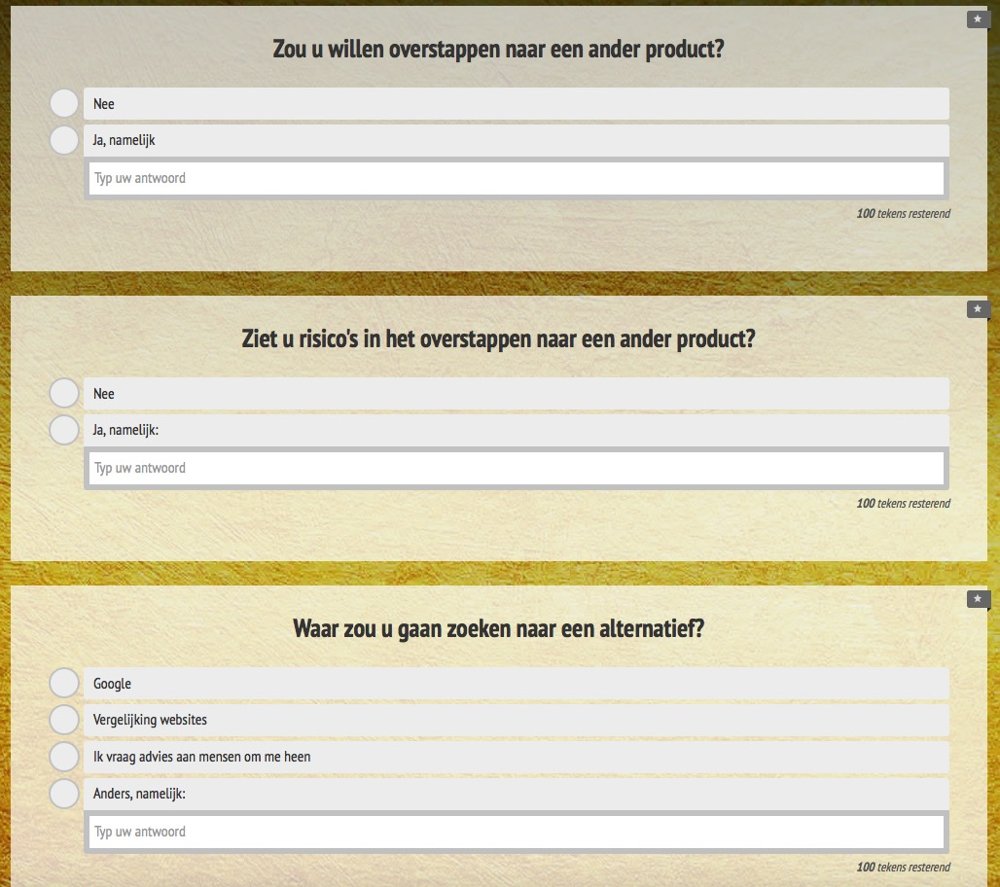 Zou u willen overstappen naar een ander product?
Nee
Ja, namelijk
Typ uw antwoord
100 tekens resterend
Ziet u risico's in het overstappen naar een ander product?
Nee
Ja, namelijk:
Typ uw antwoord
100 tekens resterend
Waar zou u gaan zoeken naar een alternatief?
Google
Vergelijking websites
Ik vraag advies aan mensen om me heen
Anders, namelijk:
Typ uw antwoord
100 tekens resterend